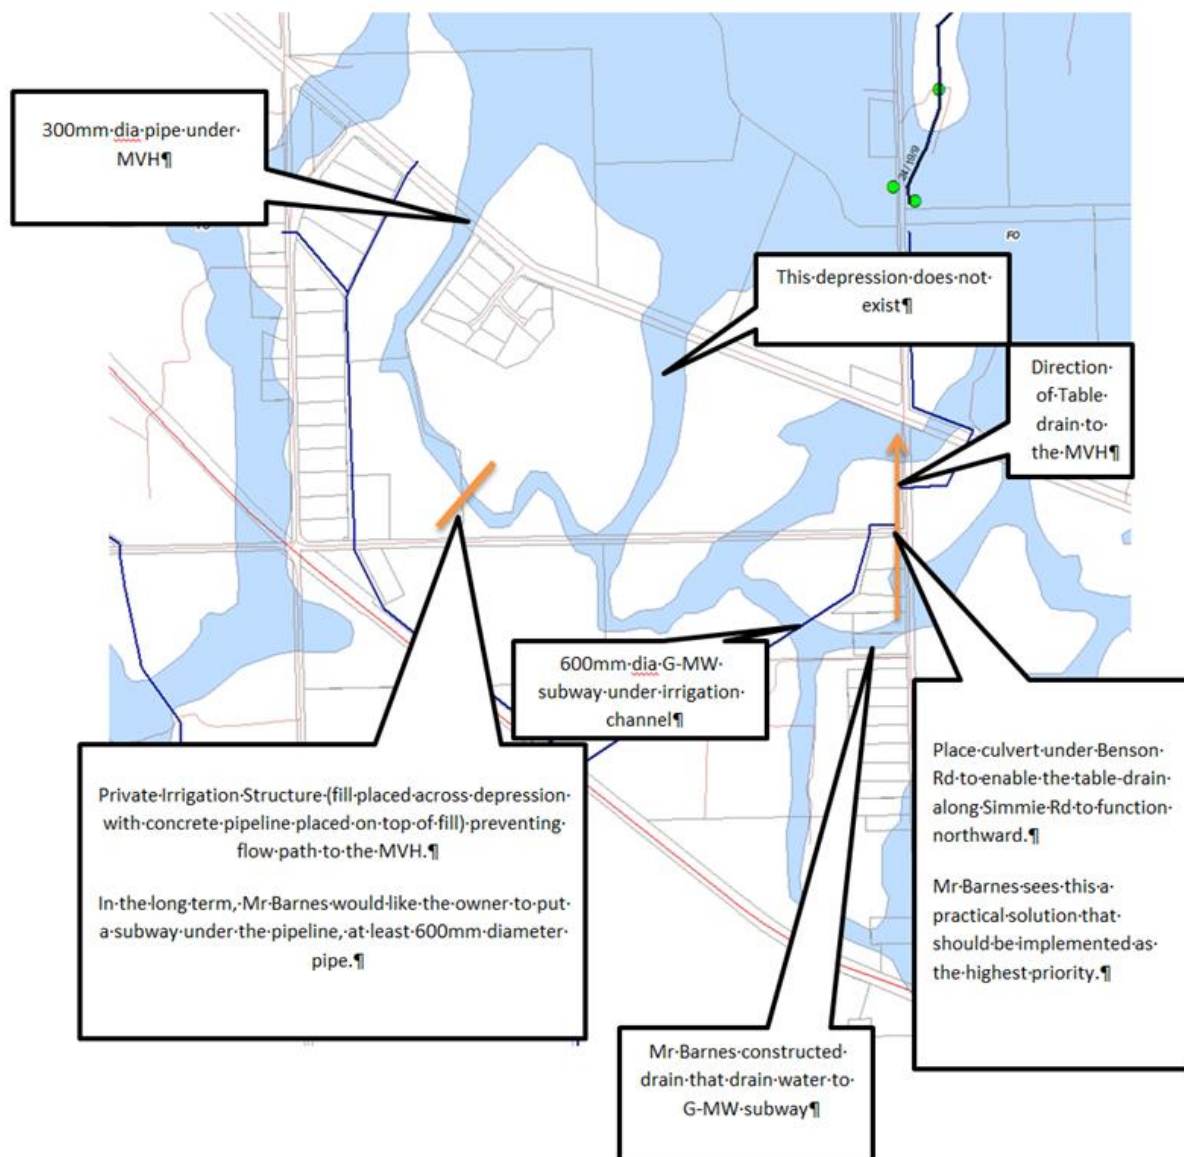 300mm·dia·pipe·under·
MVH¶
24/19/9
FO
FO
This·depression·does·not·
exist¶
Direction·
of·Table·
drain·to·
the·MVH¶
600mm·dia·G-MW·
subway·under·irrigation·
channel¶
Private·Irrigation·Structure·(fill·placed·across·depression·
with·concrete·pipeline·placed·on·top·of·fill)·preventing·
flow·path·to·the·MVH.¶
In·the·long·term,·Mr·Barnes·would·like·the·owner·to·put·
a·subway·under·the·pipeline,·at·least·600mm·diameter·
pipe.¶
Place·culvert·under·Benson·
Rd·to·enable·the·table·drain·
along·Simmie·Rd·to·function·
northward.¶
Mr·Barnes·sees·this·a·
practical·solution·that·
should·be·implemented·as·
the·highest·priority.¶
Mr·Barnes·constructed·
drain·that·drain·water·to·
G-MW·subway¶